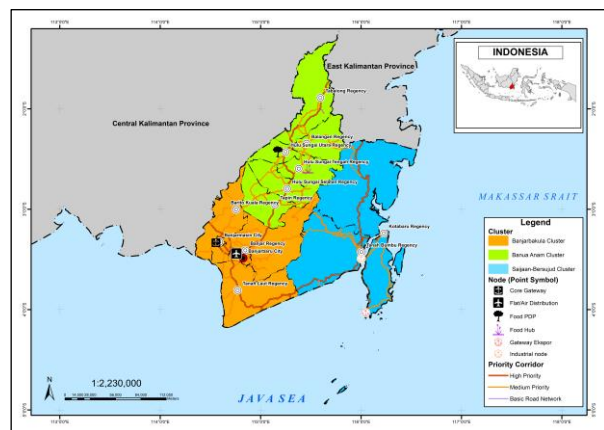 INDONESIA
East Kalimantan Province
Central Kalimantan Province
Tabalong Regency
Balangan Regency
Hulu Sungai Utara Regency
Hulu Sungai Tengah Regency
Hulu Sungai Selatan Regency
Tapin Regency
Barito Kuala Regency
Banjarmasin City
Banjar Regency
Banjarbaru City
Tanah Laut Regency
Kotabaru Regency
Tanah Bumbu Regency
MAKASSAR SRAIT
JAVA SEA
N
1:2,230,000
Legend
Cluster
Banjarbakula Cluster
Banua Anam Cluster
Saijaan-Bersujud Cluster
Node (Point Symbol)
Core Gateway
Flat/Air Distribution
Food PDP
Food Hub
Gateway Ekspor
Industrial node
Priority Corridor
High Priority
Medium Priority
Basic Road Network